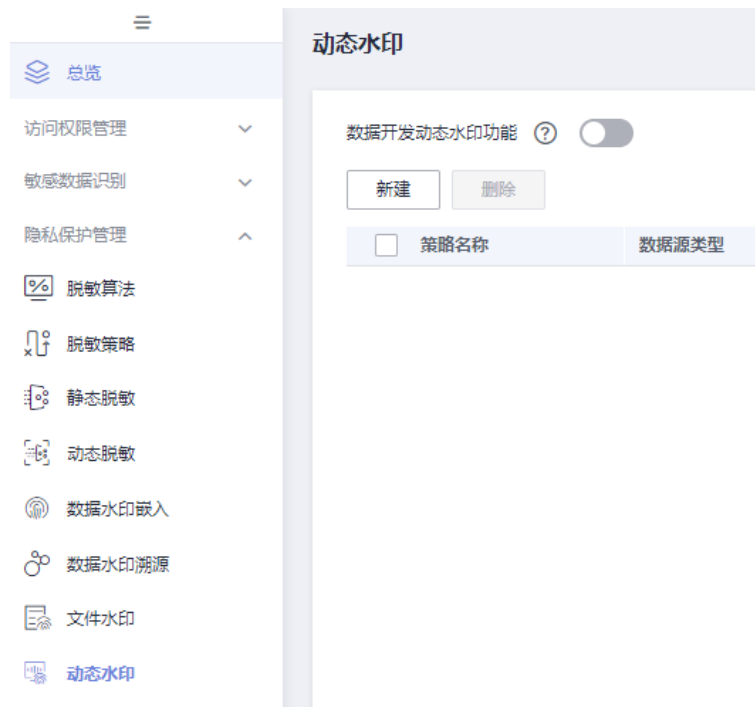 总览
访问权限管理
敏感数据识别
隐私保护管理
脱敏算法
脱敏策略
静态脱敏
动态脱敏
数据水印嵌入
数据水印溯源
文件水印
动态水印
动态水印
数据开发动态水印功能 ?
新建 删除
策略名称 数据源类型